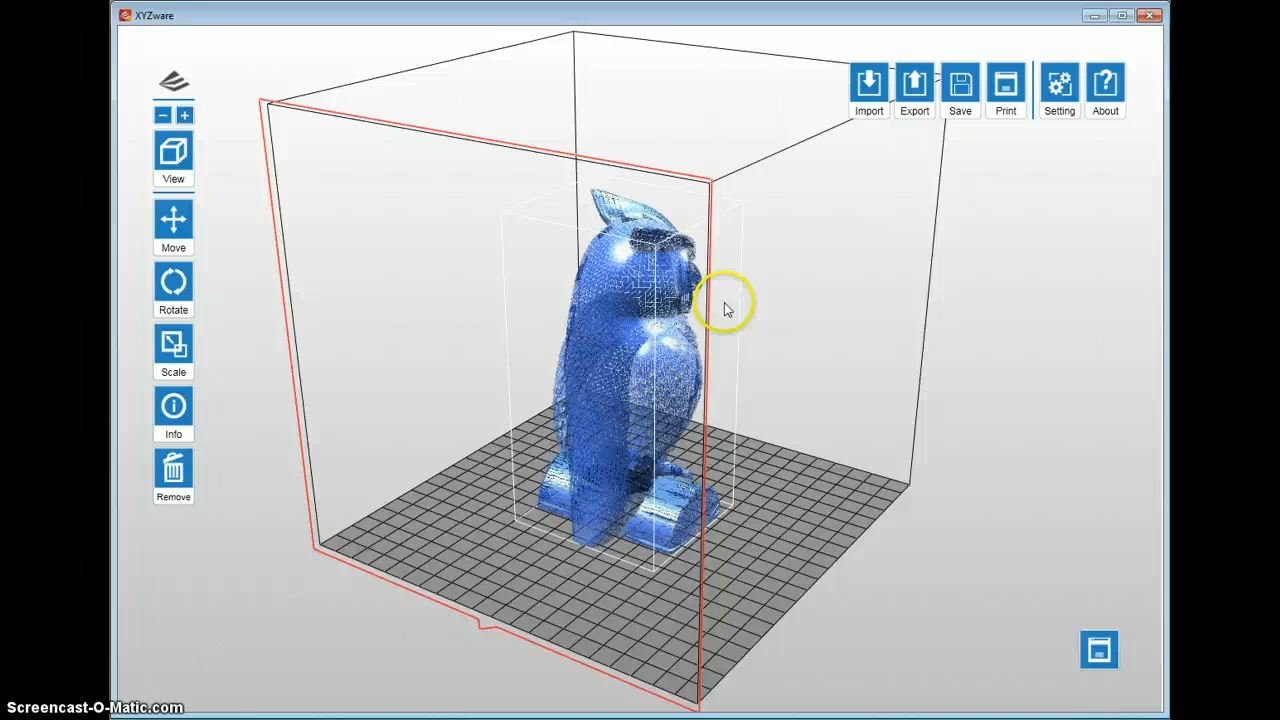 XYZware
Import
Export
Save
Print
Setting
About
View
Move
Rotate
Scale
Info
Remove
Screencast-O-Matic.com